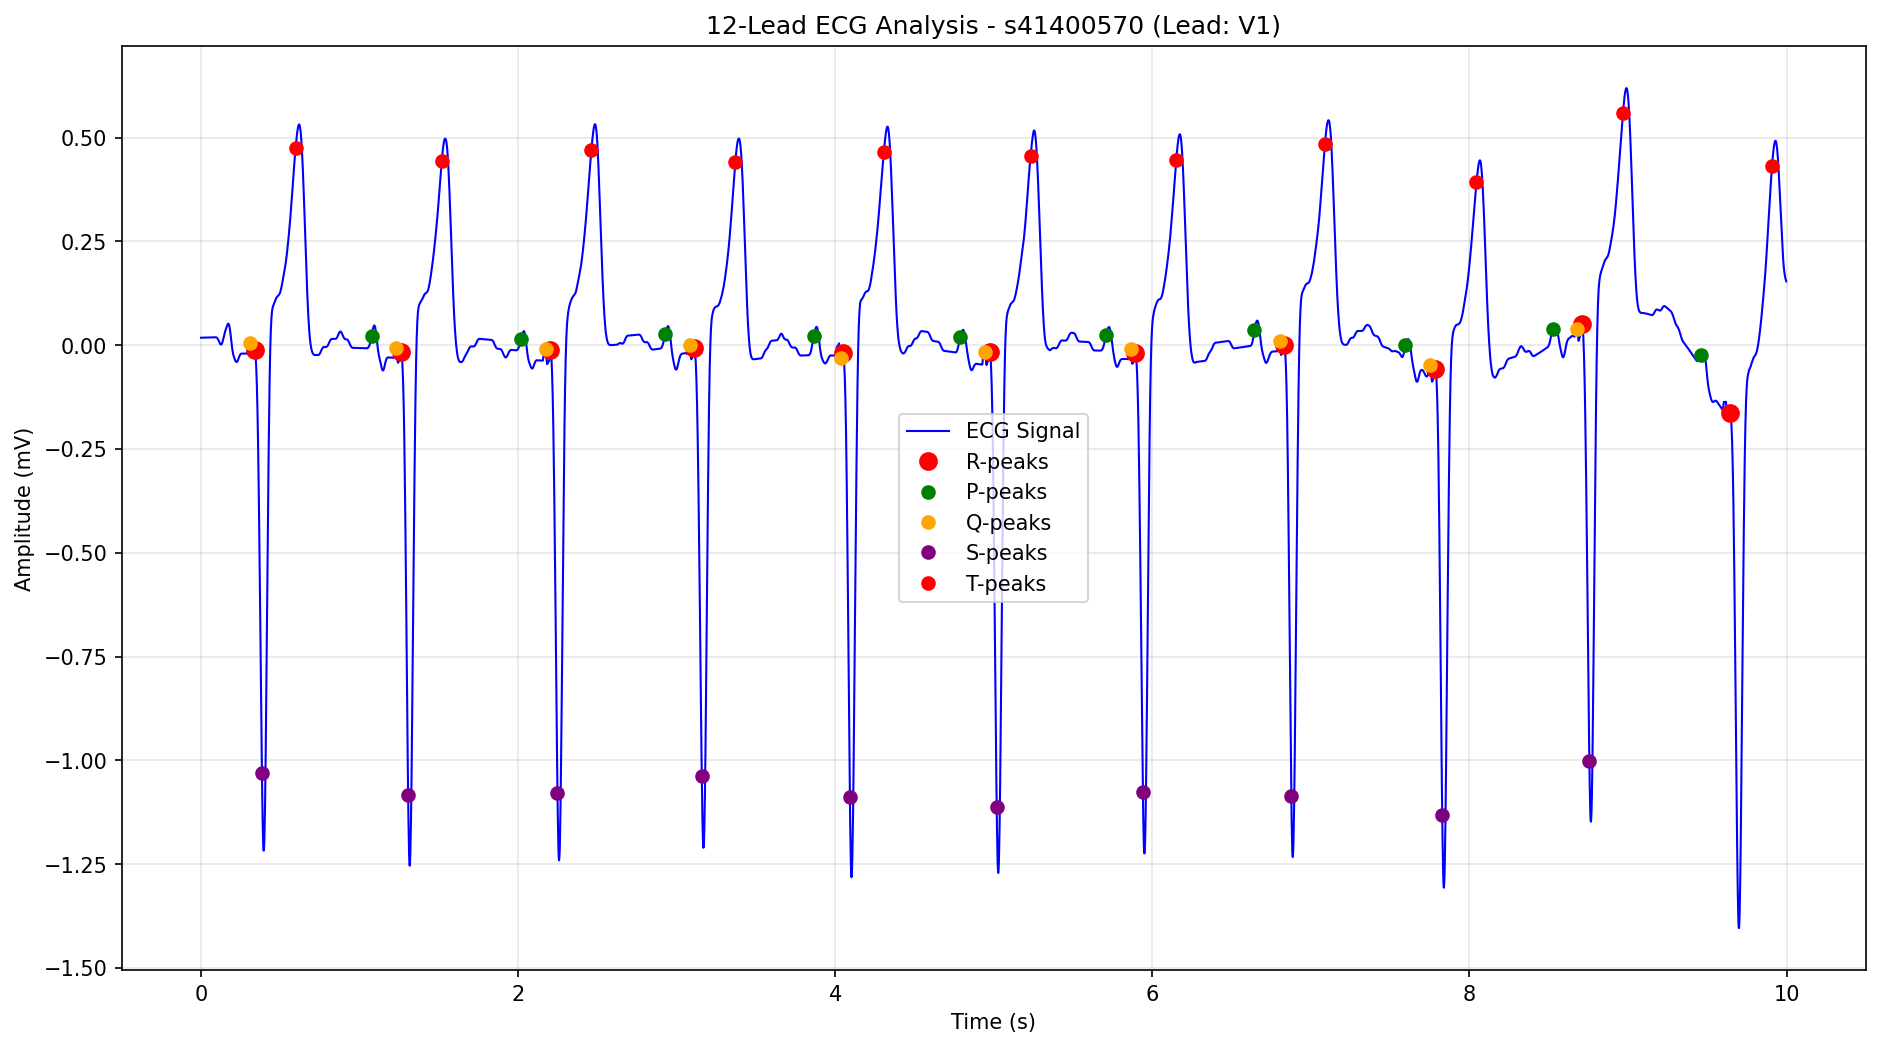 12-Lead ECG Analysis - s41400570 (Lead: V1)
Amplitude (mV)
0.50
0.25
0.00
−0.25
−0.50
−0.75
−1.00
−1.25
−1.50
ECG Signal
R-peaks
P-peaks
Q-peaks
S-peaks
T-peaks
0 2 4 6 8 10
Time (s)